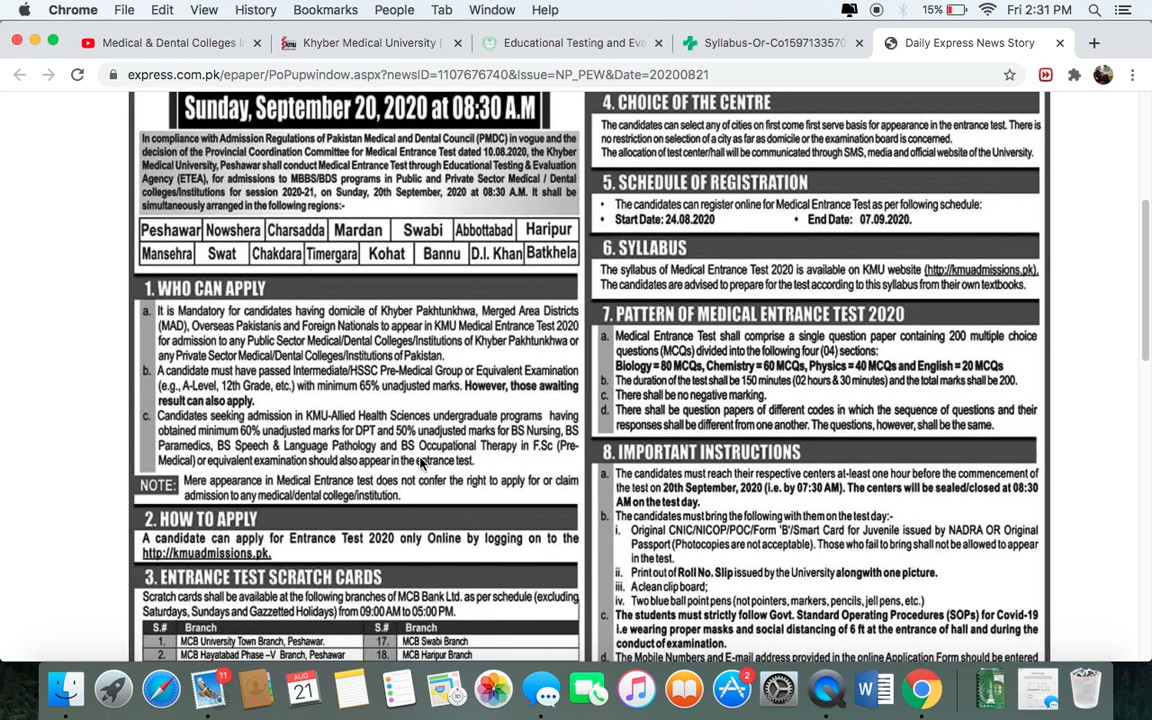 Chrome File Edit View History Bookmarks People Tab Window Help 15% Fri 2:31 PM
Medical & Dental Colleges I
Khyber Medical University |
Educational Testing and Eva
Syllabus-Or-Co1597133570
Daily Express News Story
express.com.pk/epaper/PoPupwindow.aspx?newsID=1107676740&Issue=NP_PEW&Date=20200821
Sunday, September 20, 2020 at 08:30 A.M
In compliance with Admission Regulations of Pakistan Medical and Dental Council (PMDC) in vogue and the
decision of the Provincial Coordination Committee for Medical Entrance Test dated 10.08.2020, the Khyber
Medical University, Peshawar shall conduct Medical Entrance Test through Educational Testing & Evaluation
Agency (ETEA), for admissions to MBBS/BDS programs in Public and Private Sector Medical / Dental
colleges/Institutions for session 2020-21, on Sunday, 20th September, 2020 at 08:30 A.M. It shall be
simultaneously arranged in the following regions:-
Peshawar Nowshera Charsadda Mardan Swabi Abbottabad Haripur
Mansehra Swat Chakdara Timergara Kohat Bannu D.I. Khan Batkhela
1. WHO CAN APPLY
a. It is Mandatory for candidates having domicile of Khyber Pakhtunkhwa, Merged Area Districts
(MAD), Overseas Pakistanis and Foreign Nationals to appear in KMU Medical Entrance Test 2020
for admission to any Public Sector Medical/Dental Colleges/Institutions of Khyber Pakhtunkhwa or
any Private Sector Medical/Dental Colleges/Institutions of Pakistan.
b. A candidate must have passed Intermediate/HSSC Pre-Medical Group or Equivalent Examination
(e.g., A-Level, 12th Grade, etc.) with minimum 65% unadjusted marks. However, those awaiting
result can also apply.
c. Candidates seeking admission in KMU-Allied Health Sciences undergraduate programs having
obtained minimum 60% unadjusted marks for DPT and 50% unadjusted marks for BS Nursing, BS
Paramedics, BS Speech & Language Pathology and BS Occupational Therapy in F.Sc (Pre-
Medical) or equivalent examination should also appear in the entrance test.
NOTE: Mere appearance in Medical Entrance test does not confer the right to apply for or claim
admission to any medical/dental college/institution.
2. HOW TO APPLY
A candidate can apply for Entrance Test 2020 only Online by logging on to the
http://kmuadmissions.pk.
3. ENTRANCE TEST SCRATCH CARDS
Scratch cards shall be available at the following branches of MCB Bank Ltd. as per schedule (excluding
Saturdays, Sundays and Gazzetted Holidays) from 09:00AM to 05:00 PM.
S.# Branch S.# Branch
1. MCB University Town Branch, Peshawar. 17. MCB Swabi Branch
2. MCB Hayatabad Phase –V Branch, Peshawar 18. MCB Haripur Branch
4. CHOICE OF THE CENTRE
The candidates can select any of cities on first come first serve basis for appearance in the entrance test. There is
no restriction on selection of a city as far as domicile or the examination board is concerned.
The allocation of test center/hall will be communicated through SMS, media and official website of the University.
5. SCHEDULE OF REGISTRATION
• The candidates can register online for Medical Entrance Test as per following schedule:
• Start Date: 24.08.2020 • End Date: 07.09.2020.
6. SYLLABUS
The syllabus of Medical Entrance Test 2020 is available on KMU website (http://kmuadmissions.pk).
The candidates are advised to prepare for the test according to this syllabus from their own textbooks.
7. PATTERN OF MEDICAL ENTRANCE TEST 2020
a. Medical Entrance Test shall comprise a single question paper containing 200 multiple choice
questions (MCQs) divided into the following four (04) sections:
Biology = 80 MCQs, Chemistry = 60 MCQs, Physics = 40 MCQs and English = 20 MCQs
b. The duration of the test shall be 150 minutes (02 hours & 30 minutes) and the total marks shall be 200.
c. There shall be no negative marking.
d. There shall be question papers of different codes in which the sequence of questions and their
responses shall be different from one another. The questions, however, shall be the same.
8. IMPORTANT INSTRUCTIONS
a. The candidates must reach their respective centers at-least one hour before the commencement of
the test on 20th September, 2020 (i.e. by 07:30 AM). The centers will be sealed/closed at 08:30
AM on the test day.
b. The candidates must bring the following with them on the test day:-
i. Original CNIC/NICOP/POC/Form 'B'/Smart Card for Juvenile issued by NADRA OR Original
Passport (Photocopies are not acceptable). Those who fail to bring shall not be allowed to appear
in the test.
ii. Print out of Roll No. Slip issued by the University alongwith one picture.
iii. A clean clip board;
iv. Two blue ball point pens (not pointers, markers, pencils, jell pens, etc.)
c. The students must strictly follow Govt. Standard Operating Procedures (SOPs) for Covid-19
i.e wearing proper masks and social distancing of 6 ft at the entrance of hall and during the
conduct of examination.
d. The Mobile Numbers and E-mail address provided in the online Application Form should be entered
11
AUG
21
2